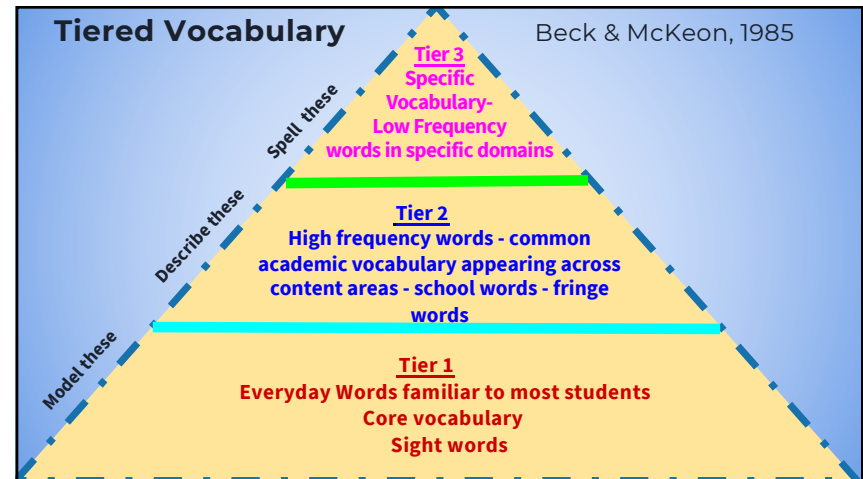 Tiered Vocabulary
Beck & McKeon, 1985
Tier 3
Specific
Vocabulary-
Low Frequency
words in specific domains
Spell these
Tier 2
High frequency words - common
academic vocabulary appearing across
content areas - school words - fringe
words
Describe these
Tier 1
Everyday Words familiar to most students
Core vocabulary
Sight words
Model these